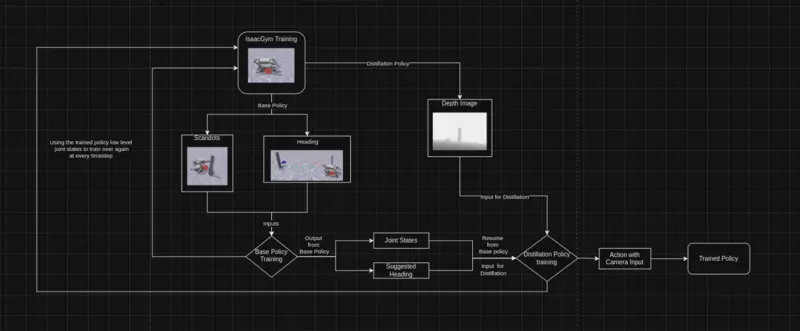 IsaacGym Training
Distillation Policy
Base Policy
Depth Image
Scandots
Heading
Using the trained policy low level
joint states to train over again
at every timestep
Input for Distillation
Inputs
Base Policy
Training
Output
from
Base Policy
Joint States
Suggested
Heading
Resume
from
Base policy
Input for
Distillation
Distillation Policy
training
Action with
Camera Input
Trained Policy